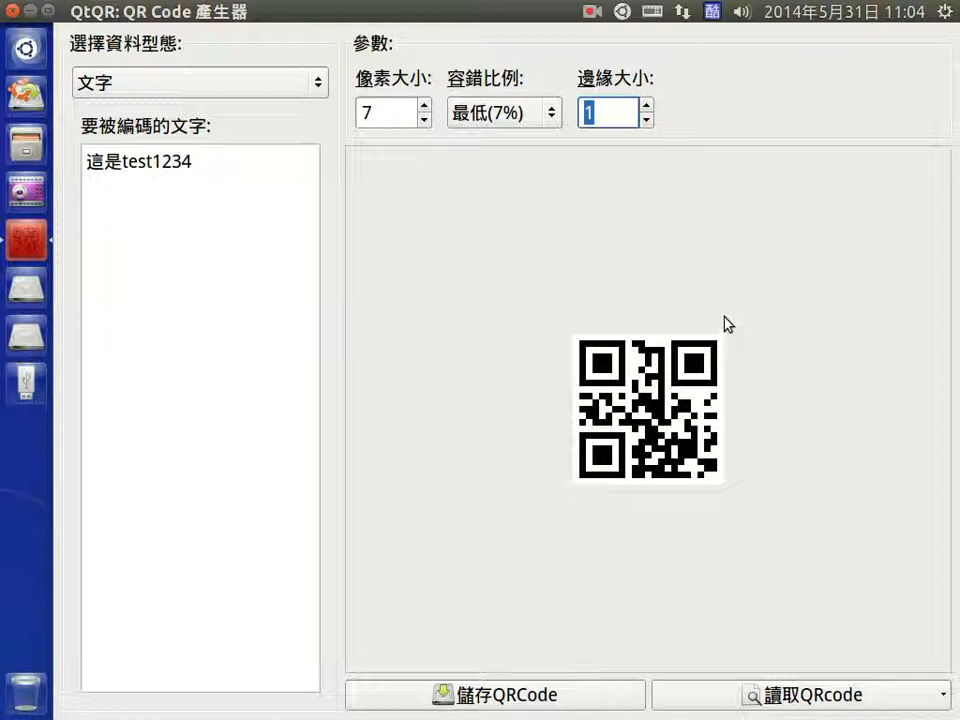 QtQR: QR Code 產生器
酷
2014年5月31日 11:04
選擇資料型態:
文字
要被編碼的文字:
這是test1234
參數:
像素大小: 容錯比例: 邊緣大小:
7 最低(7%) 1
儲存QRCode
讀取QRcode